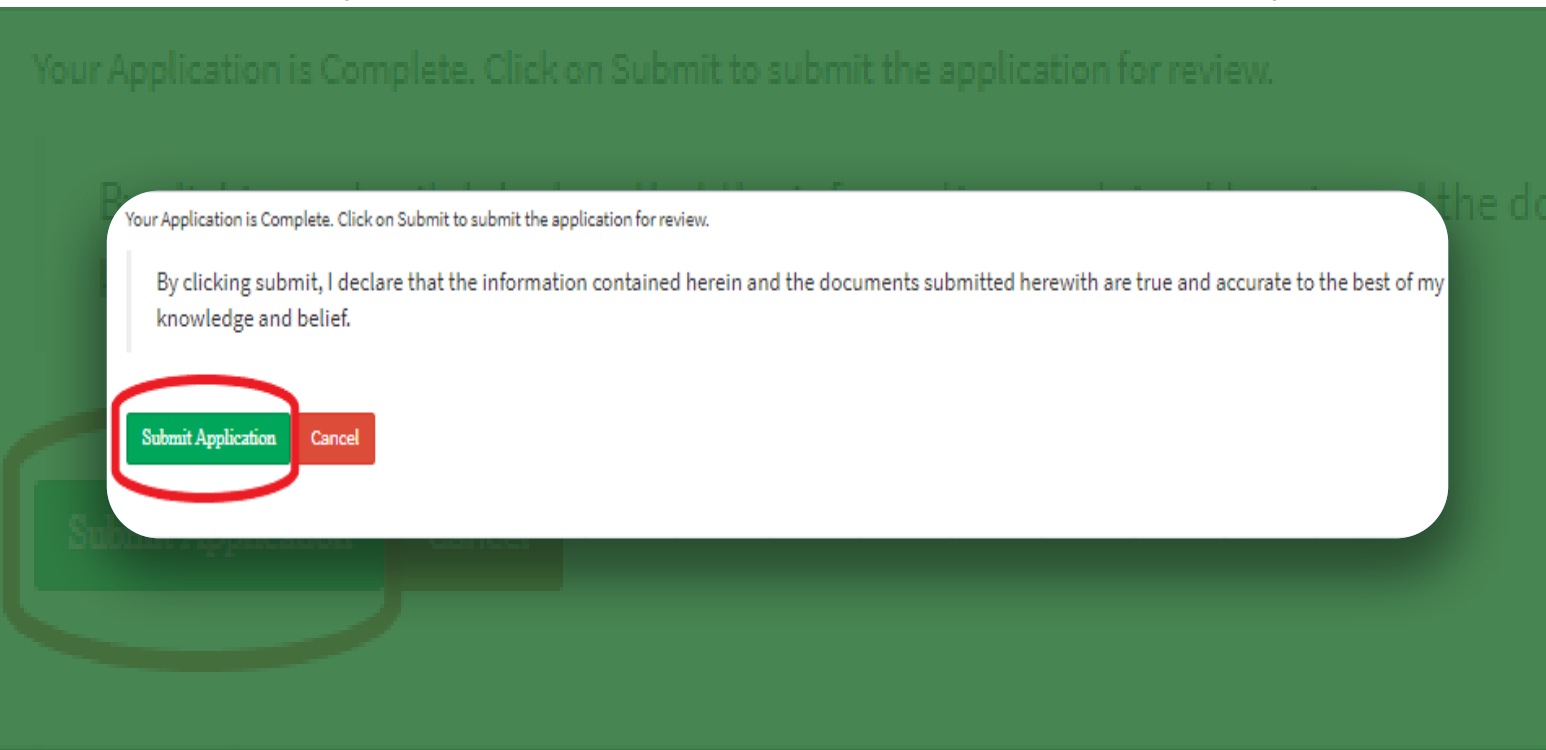 Your Application is Complete. Click on Submit to submit the application for review.
the do
Your Application is Complete. Click on Submit to submit the application for review.
By clicking submit, I declare that the information contained herein and the documents submitted herewith are true and accurate to the best of my
knowledge and belief.
Submit Application Cancel